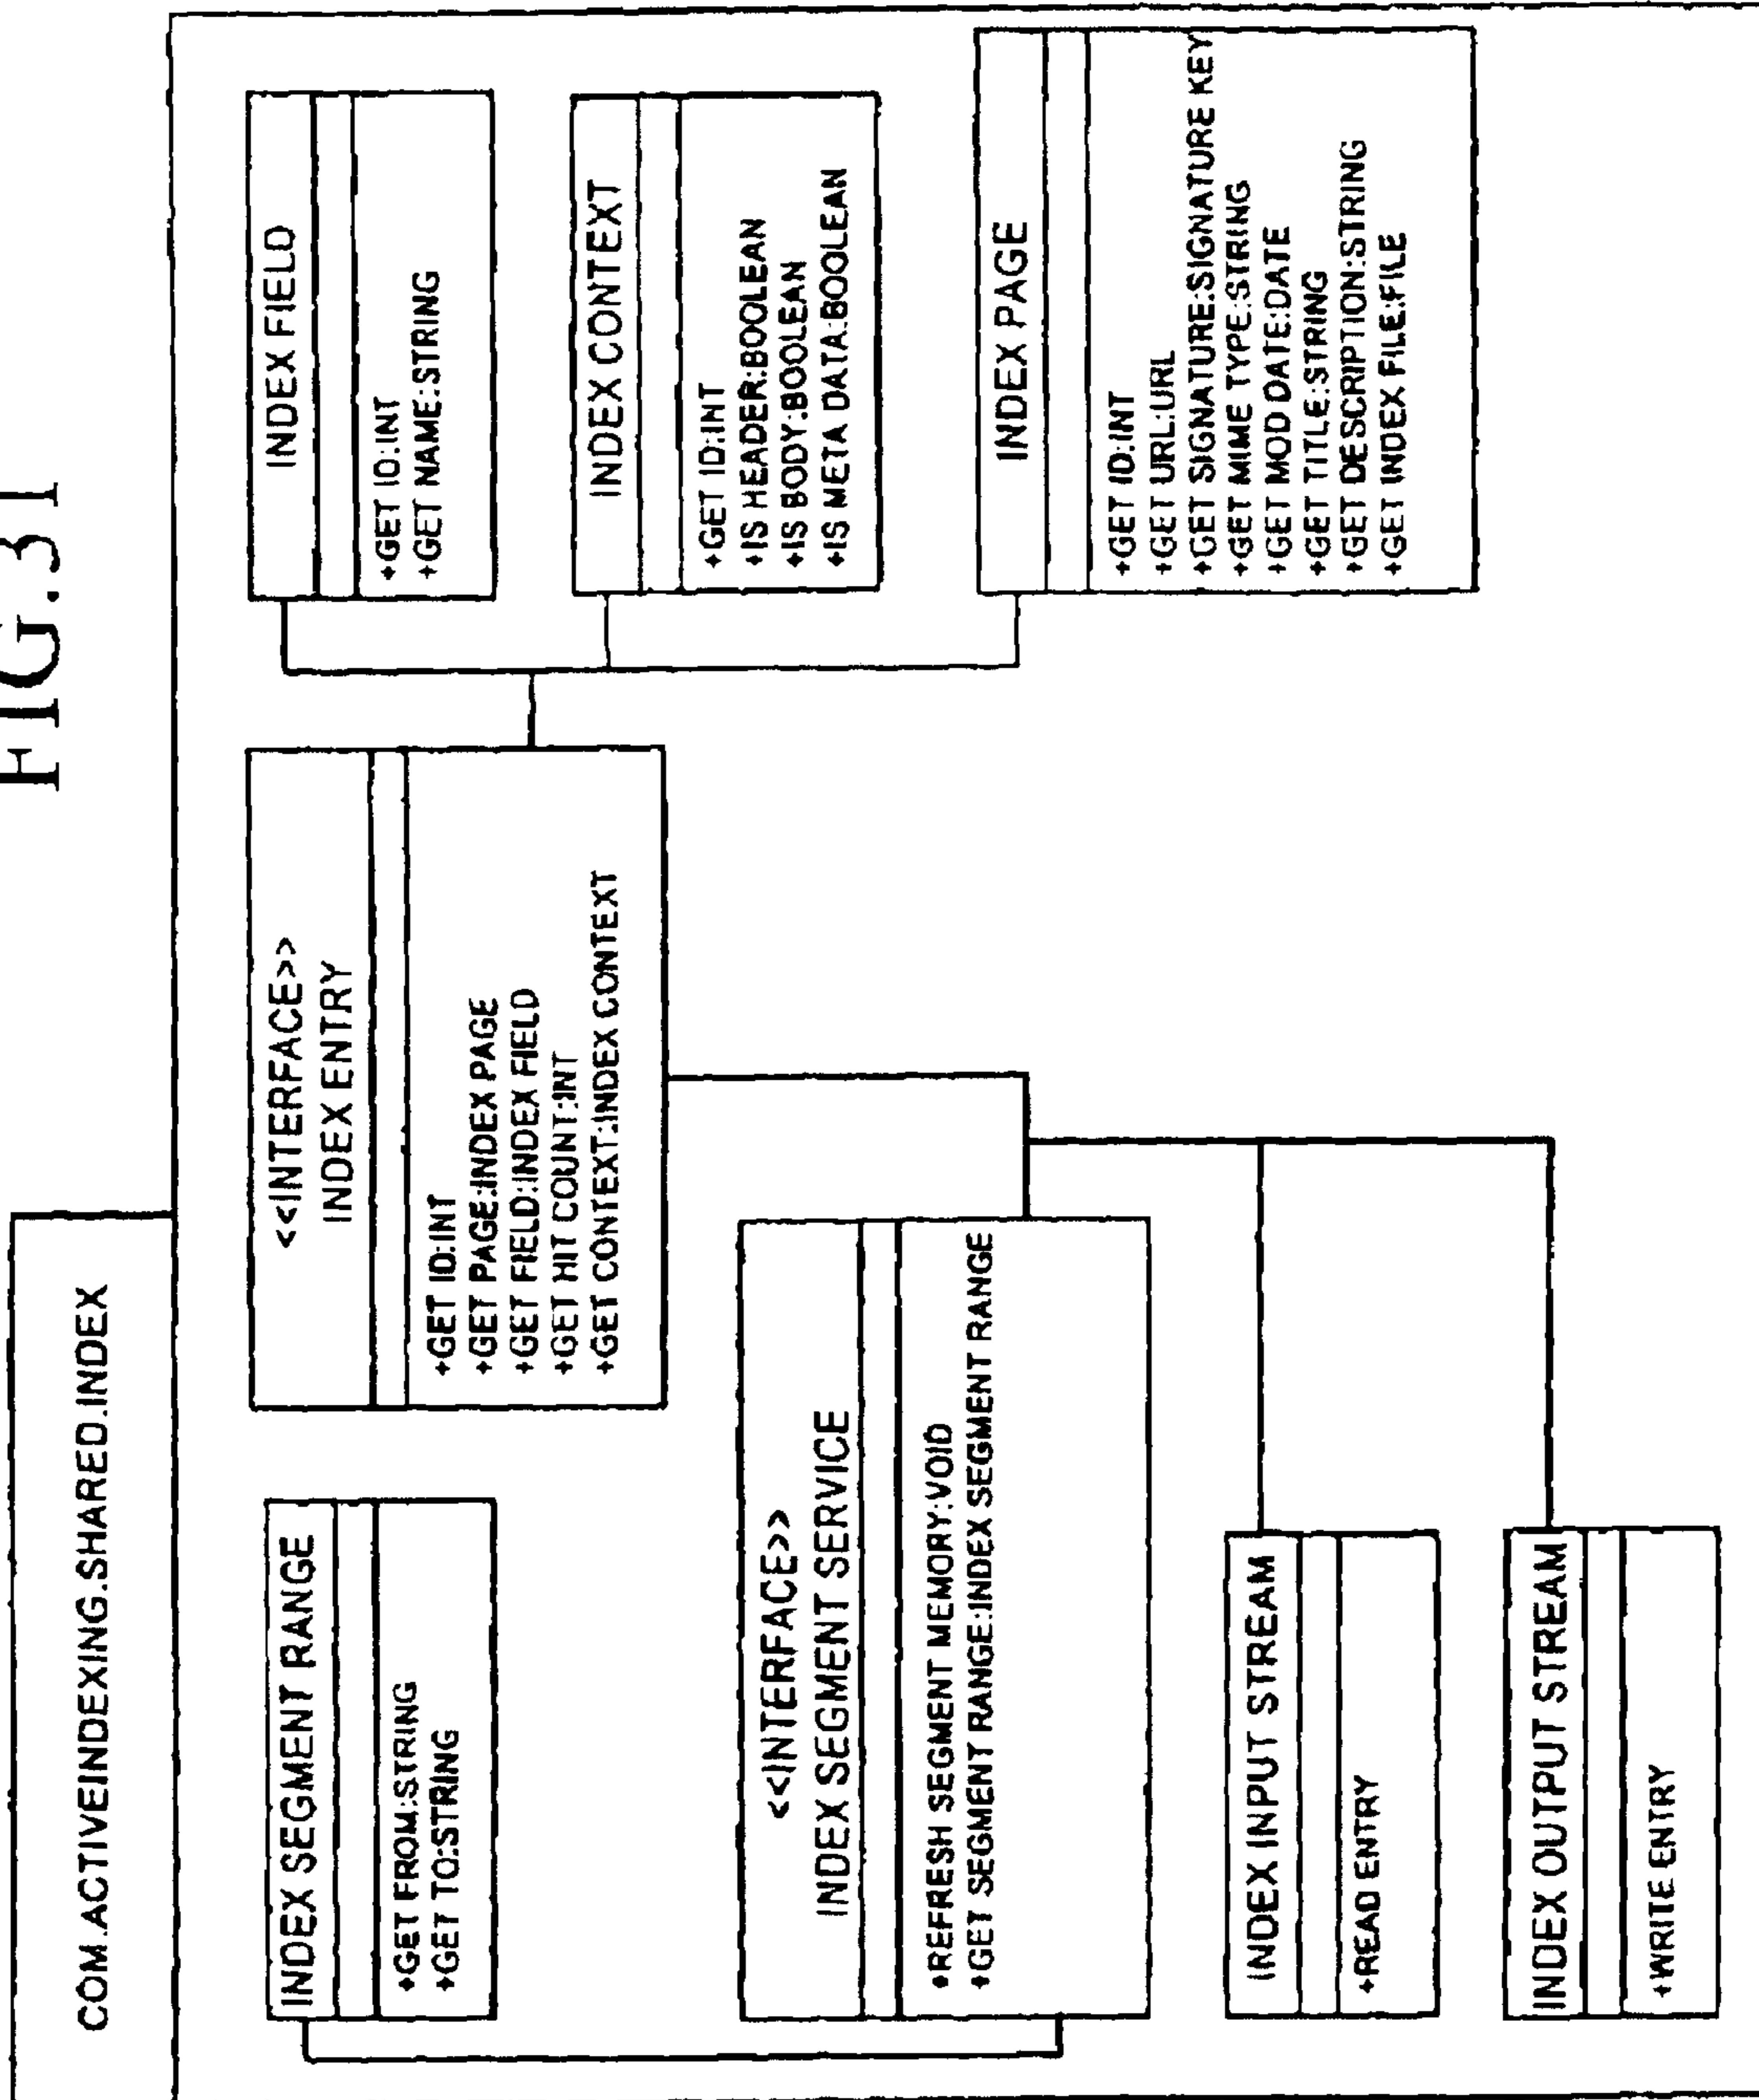 FIG.31
COM.ACTIVEINDEXING.SHARED.INDEX
INDEX SEGMENT RANGE
+GET FROM:STRING
+GET TO:STRING
<<INTERFACE>>
INDEX ENTRY
+GET ID:INT
+GET PAGE:INDEX PAGE
+GET FIELD:INDEX FIELD
+GET HIT COUNT:INT
+GET CONTEXT:INDEX CONTEXT
INDEX FIELD
+GET ID:INT
+GET NAME:STRING
INDEX CONTEXT
+GET ID:INT
+IS HEADER:BOOLEAN
+IS BODY:BOOLEAN
+IS META DATA:BOOLEAN
<<INTERFACE>>
INDEX SEGMENT SERVICE
+REFRESH SEGMENT MEMORY:VOID
+GET SEGMENT RANGE:INDEX SEGMENT RANGE
INDEX PAGE
+GET ID:INT
+GET URL:URL
+GET SIGNATURE:SIGNATURE KEY
+GET MIME TYPE:STRING
+GET MOD DATE:DATE
+GET TITLE:STRING
+GET DESCRIPTION:STRING
+GET INDEX FILE:FILE
INDEX INPUT STREAM
+READ ENTRY
INDEX OUTPUT STREAM
+WRITE ENTRY